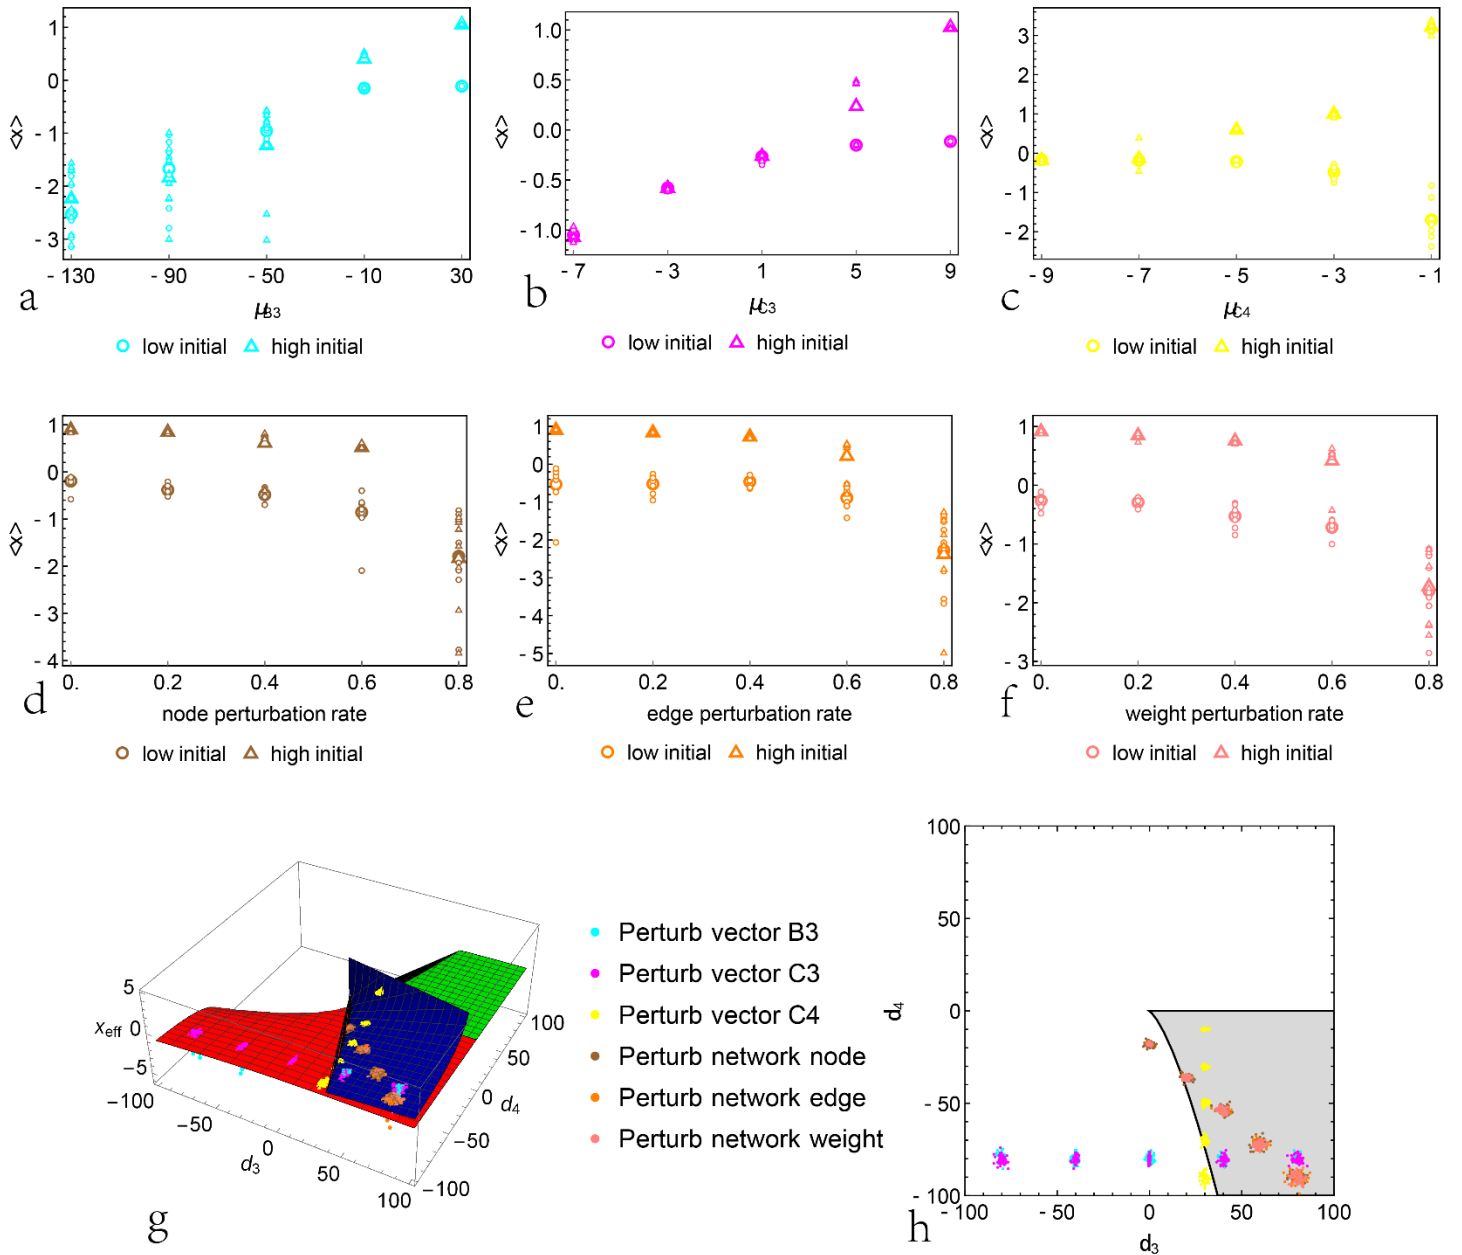 1
0
- 1
- 2
- 3
<x>
- 130
- 90
- 50
- 10
30
a
μB3
low initial
high initial
1.0
0.5
0.0
- 0.5
- 1.0
<x>
- 7
- 3
1
5
9
b
μC3
low initial
high initial
3
2
1
0
- 1
- 2
<x>
- 9
- 7
- 5
- 3
- 1
c
μC4
low initial
high initial
1
0
- 1
- 2
- 3
- 4
<x>
0.
0.2
0.4
0.6
0.8
d
node perturbation rate
low initial
high initial
1
0
- 1
- 2
- 3
- 4
- 5
<x>
0.
0.2
0.4
0.6
0.8
e
edge perturbation rate
low initial
high initial
1
0
- 1
- 2
- 3
<x>
0.
0.2
0.4
0.6
0.8
f
weight perturbation rate
low initial
high initial
5
0
−5
xeff
−100
−50
0
50
100
d3
100
50
0
−50
−100
d4
g
Perturb vector B3
Perturb vector C3
Perturb vector C4
Perturb network node
Perturb network edge
Perturb network weight
100
50
0
- 50
- 100
d4
- 100
- 50
0
50
100
d3
h